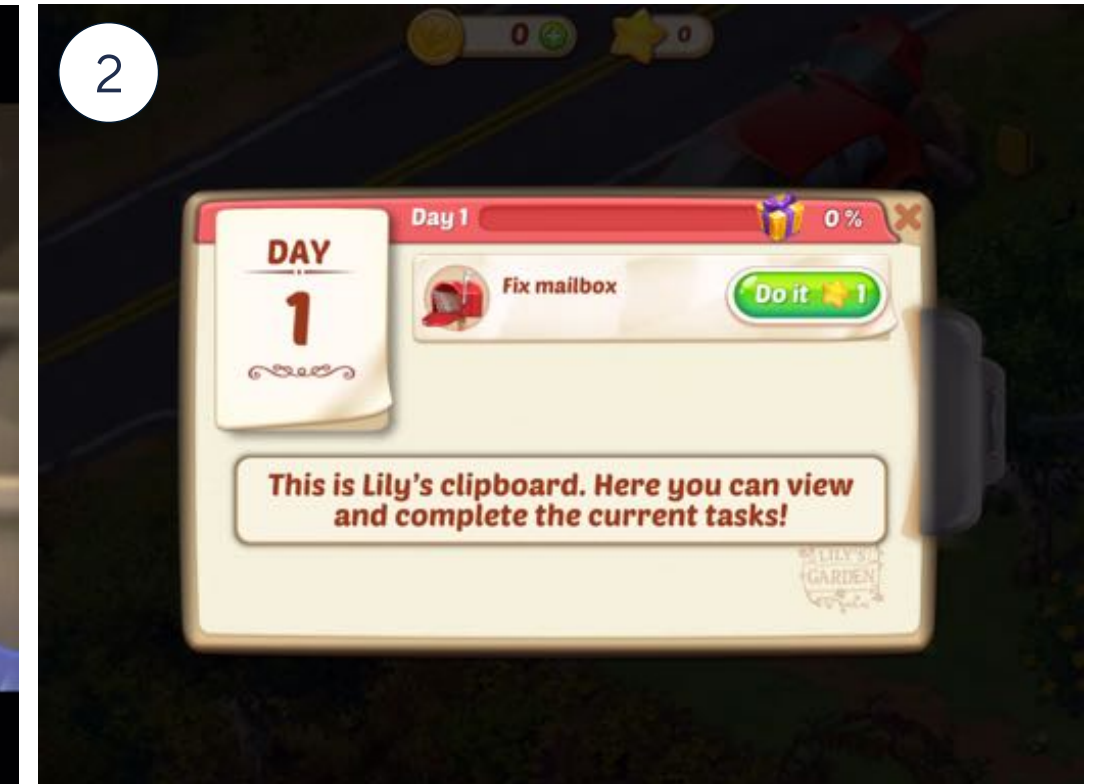 2
0
0
Day 1
0%
DAY
1
Fix mailbox
Do it 1
This is Lily's clipboard. Here you can view
and complete the current tasks!
LILY'S
GARDEN